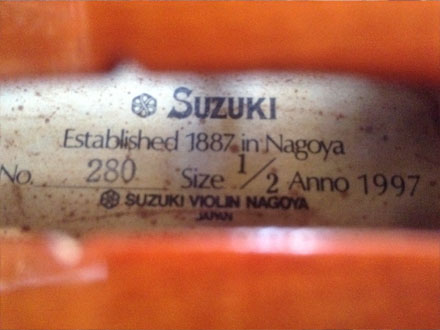 SUZUKI
Established 1887 in Nagoya
No. 280 Size 1/2 Anno 1997
SUZUKI VIOLIN NAGOYA
JAPAN